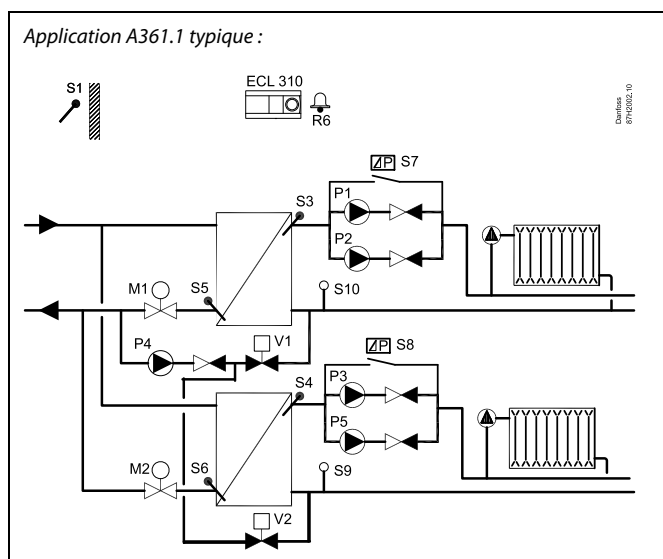 Application A361.1 typique :
S1
ECL 310
R6
Danfoss
87H2002.10
P S7
S3
P1
P2
M1
S5
S10
P4
V1
P S8
S4
P3
P5
M2
S6
S9
V2